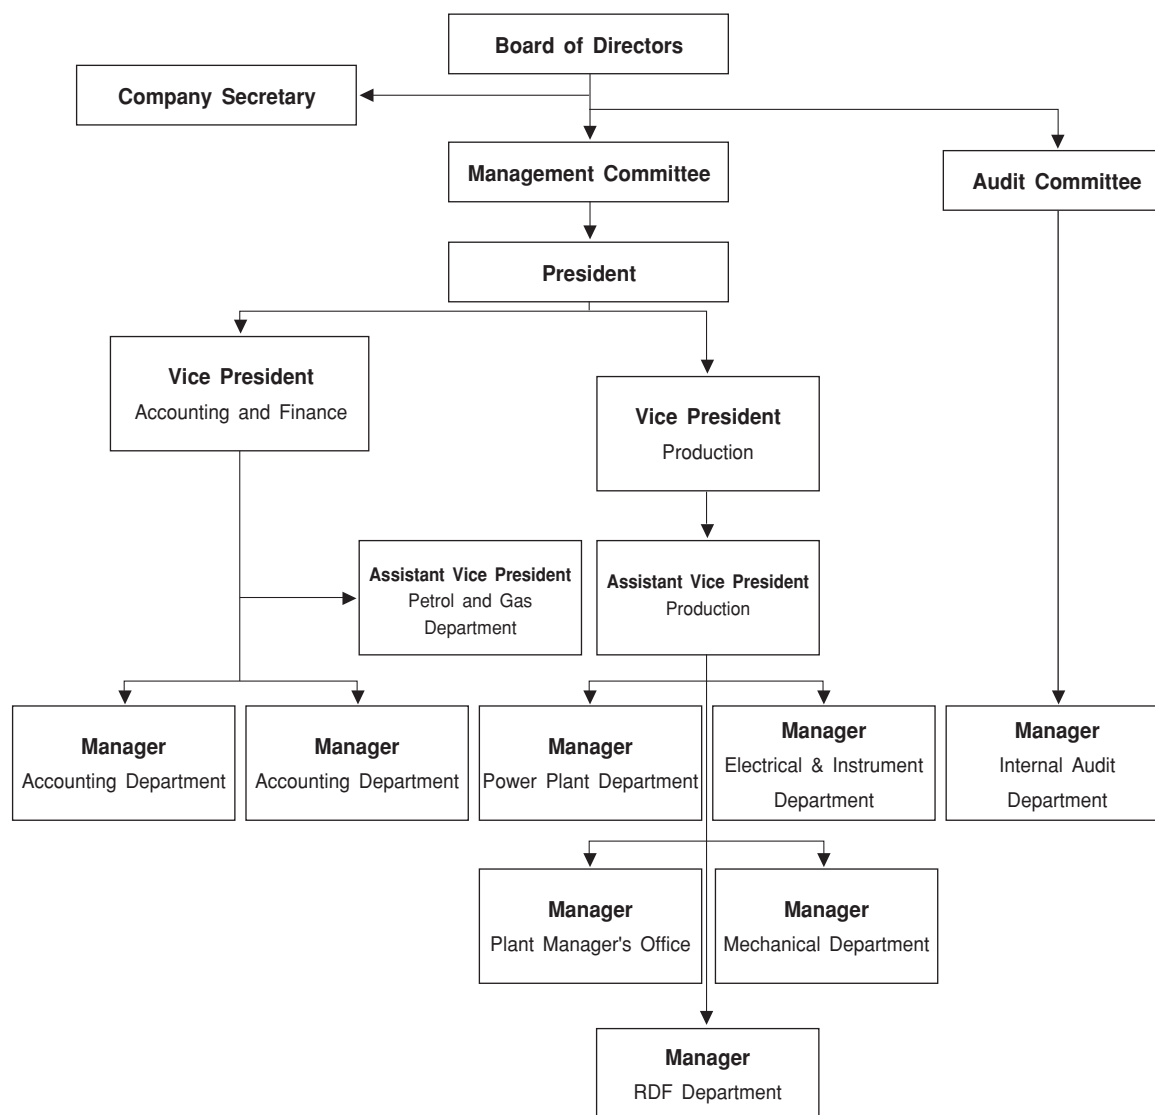 Board of Directors
Company Secretary
Management Committee
Audit Committee
President
Vice President
Accounting and Finance
Vice President
Production
Assistant Vice President
Petrol and Gas
Department
Assistant Vice President
Production
Manager
Accounting Department
Manager
Accounting Department
Manager
Power Plant Department
Manager
Electrical & Instrument
Department
Manager
Internal Audit
Department
Manager
Plant Manager's Office
Manager
Mechanical Department
Manager
RDF Department